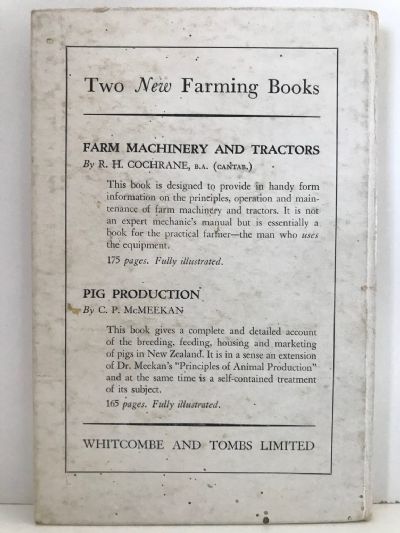 Two New Farming Books
FARM MACHINERY AND TRACTORS
By R. H. COCHRANE, B.A. (CANTAB.)
This book is designed to provide in handy form
information on the principles, operation and main-
tenance of farm machinery and tractors. It is not
an expert mechanic's manual but is essentially a
book for the practical farmer—the man who uses
the equipment.
175 pages. Fully illustrated.
PIG PRODUCTION
By C. P. McMEEKAN
This book gives a complete and detailed account
of the breeding, feeding, housing and marketing
of pigs in New Zealand. It is in a sense an extension
of Dr. Meekan's "Principles of Animal Production"
and at the same time is a self-contained treatment
of its subject.
165 pages. Fully illustrated.
WHITCOMBE AND TOMBS LIMITED